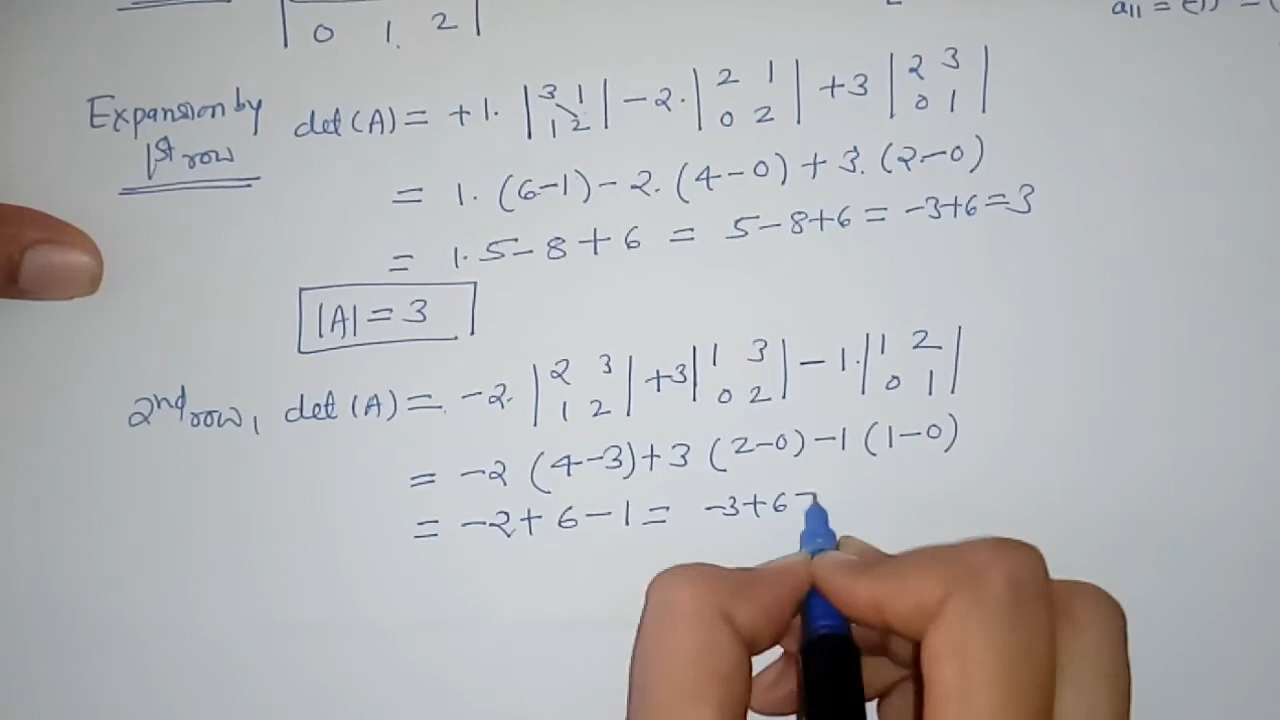 a₁₁ = (-1)
| 0 1. 2 |
Expansion by 1st row
det(A) = +1. |3 1; 1 2| - 2. |2 1; 0 2| + 3 |2 3; 0 1|
= 1. (6-1) - 2. (4-0) + 3. (2-0)
= 1. 5 - 8 + 6 = 5-8+6 = -3+6 = 3
|A| = 3
2nd row, det(A) = -2. |2 3; 1 2| +3 |1 3; 0 2| - 1. |1 2; 0 1|
= -2 (4-3) + 3 (2-0) - 1 (1-0)
= -2 + 6 - 1 = -3+6